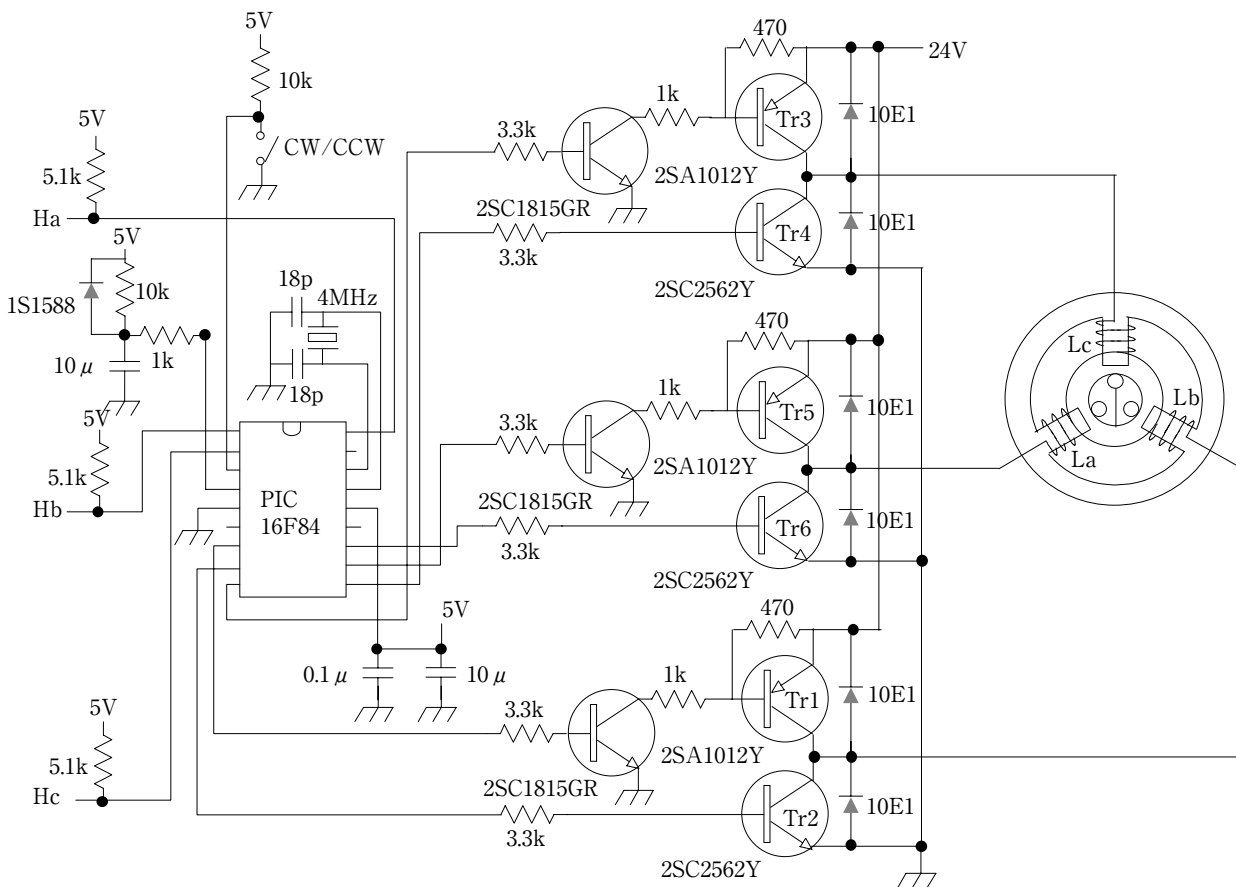 5V
10k
CW/CCW
5V
5.1k
Ha
5V
10k
1S1588
1k
10 μ
18p
4MHz
18p
5V
5.1k
Hb
PIC
16F84
5V
0.1 μ
10 μ
5V
5.1k
Hc
470
24V
1k
Tr3
10E1
3.3k
2SA1012Y
2SC1815GR
3.3k
Tr4
10E1
2SC2562Y
470
1k
Tr5
10E1
3.3k
2SA1012Y
2SC1815GR
3.3k
Tr6
10E1
2SC2562Y
470
1k
Tr1
10E1
3.3k
2SA1012Y
2SC1815GR
3.3k
Tr2
10E1
2SC2562Y
Lc
Lb
La